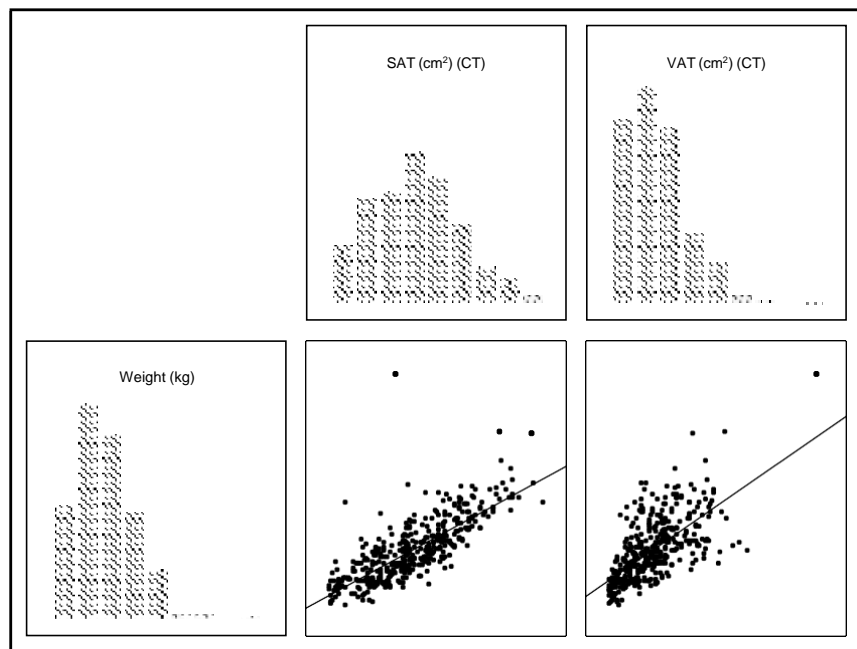 SAT (cm²) (CT)
VAT (cm²) (CT)
Weight (kg)